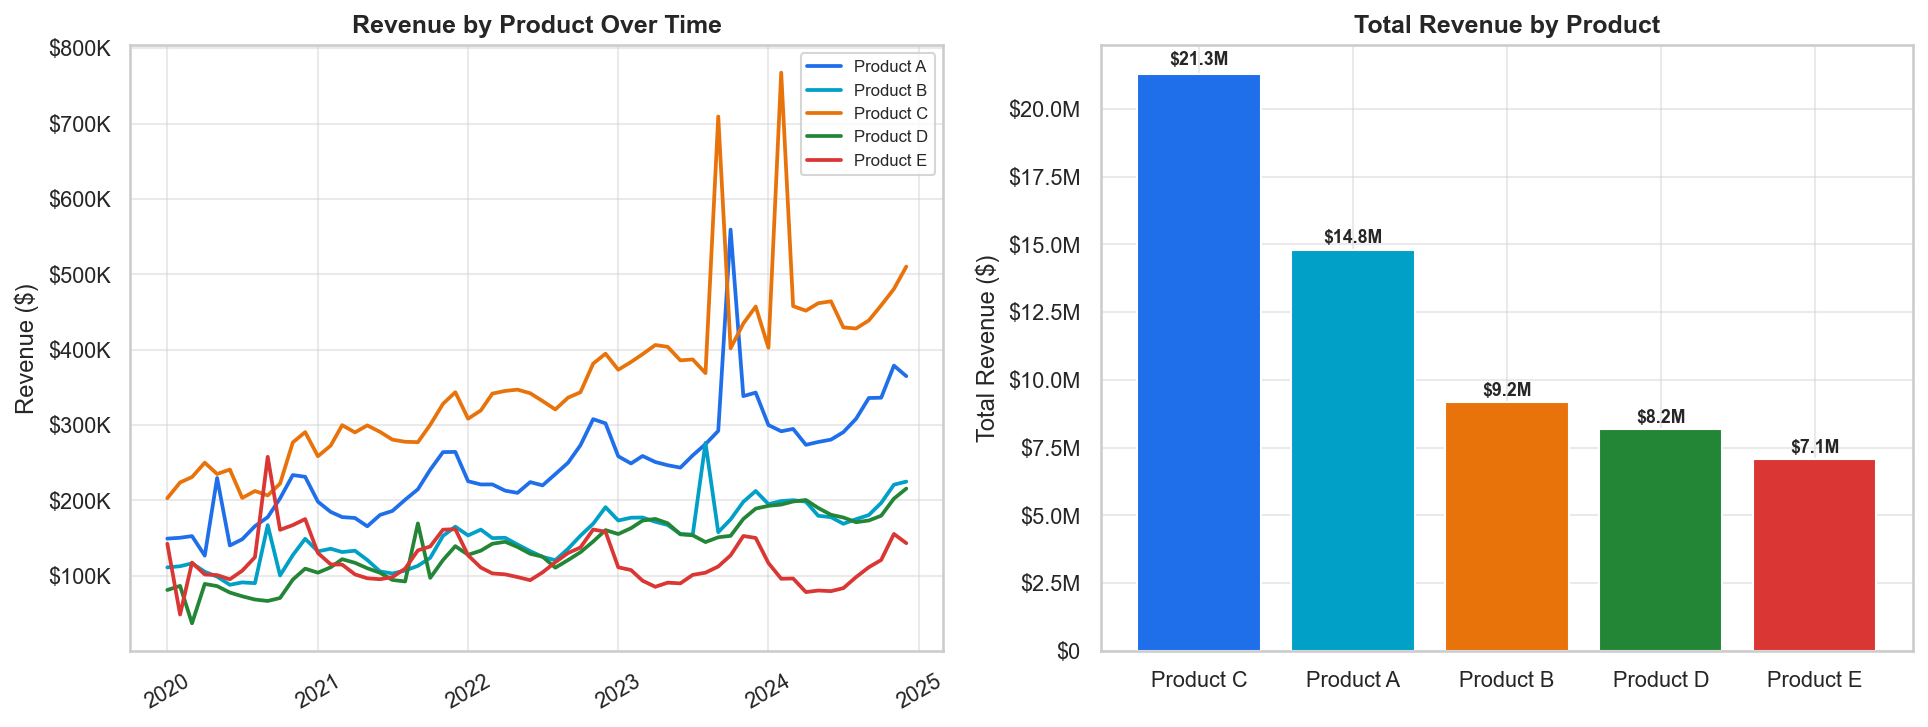 Revenue by Product Over Time
Revenue ($)
$800K
$700K
$600K
$500K
$400K
$300K
$200K
$100K
2020
2021
2022
2023
2024
2025
Product A
Product B
Product C
Product D
Product E
Total Revenue by Product
Total Revenue ($)
$20.0M
$17.5M
$15.0M
$12.5M
$10.0M
$7.5M
$5.0M
$2.5M
$0
$21.3M
$14.8M
$9.2M
$8.2M
$7.1M
Product C
Product A
Product B
Product D
Product E